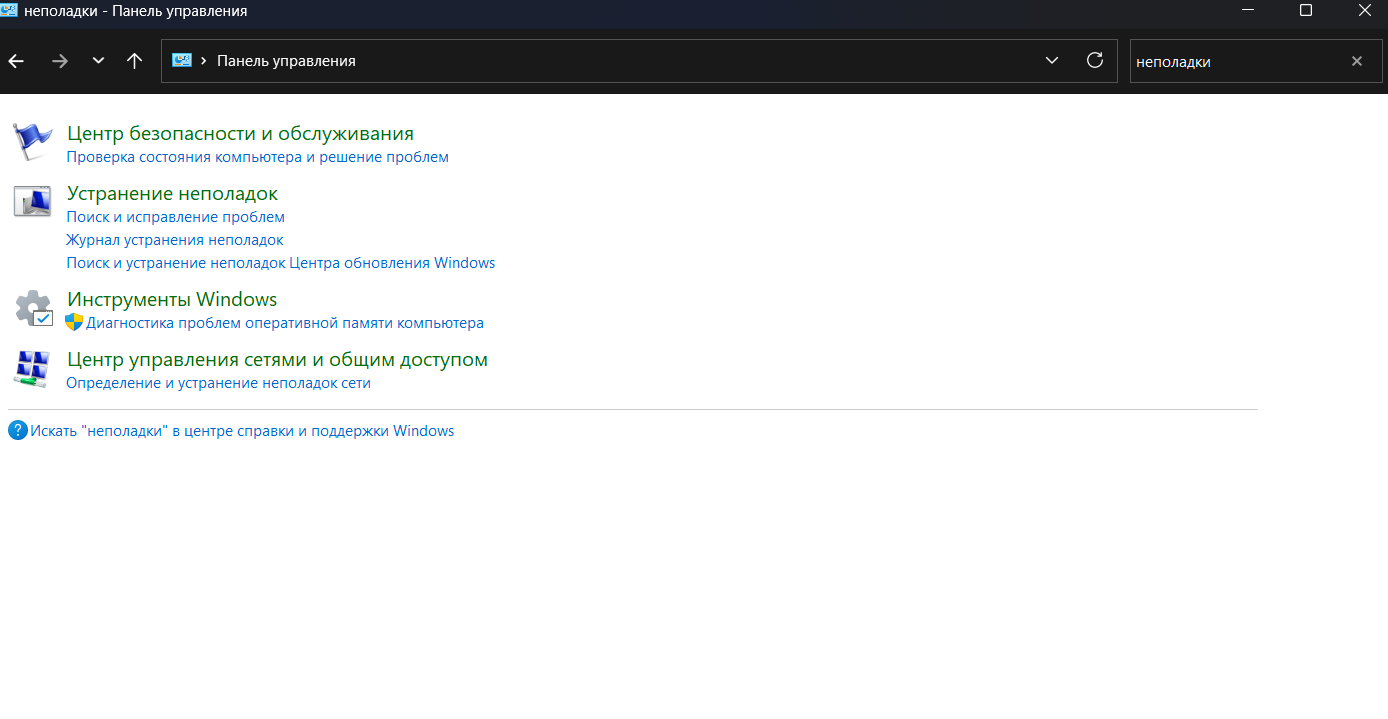 неполадки - Панель управления
Панель управления
неполадки
Центр безопасности и обслуживания
Проверка состояния компьютера и решение проблем
Устранение неполадок
Поиск и исправление проблем
Журнал устранения неполадок
Поиск и устранение неполадок Центра обновления Windows
Инструменты Windows
Диагностика проблем оперативной памяти компьютера
Центр управления сетями и общим доступом
Определение и устранение неполадок сети
Искать "неполадки" в центре справки и поддержки Windows